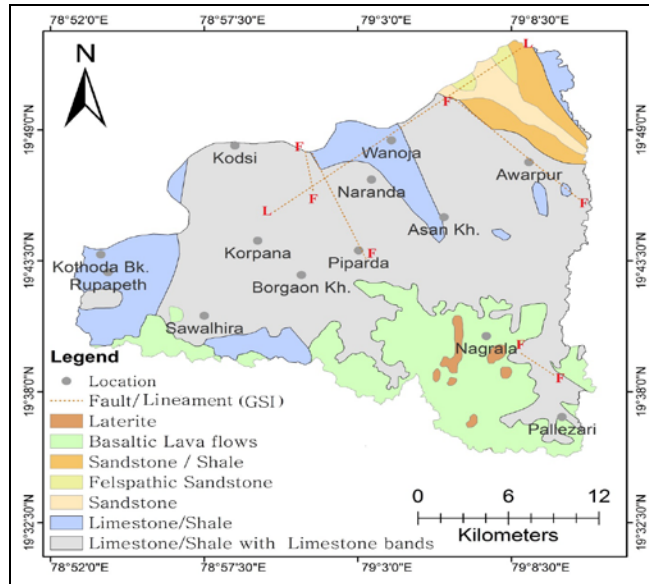 78°52'0"E 78°57'30"E 79°3'0"E 79°8'30"E
N
L
F
19°49'0"N 19°49'0"N
Kodsi F Wanoja
Awarpur
Naranda
F
L F
Asan Kh.
19°43'30"N 19°43'30"N
Korpana
Kothoda Bk. Piparda F
Rupapeth Borgaon Kh.
Sawalhira
Nagrala F
F
19°38'0"N 19°38'0"N
Pallezari
Legend
Location
Fault/Lineament (GSI)
Laterite
Basaltic Lava flows
Sandstone / Shale
Felspathic Sandstone
Sandstone
Limestone/Shale
Limestone/Shale with Limestone bands
0 6 12
Kilometers
19°32'30"N 19°32'30"N
78°52'0"E 78°57'30"E 79°3'0"E 79°8'30"E